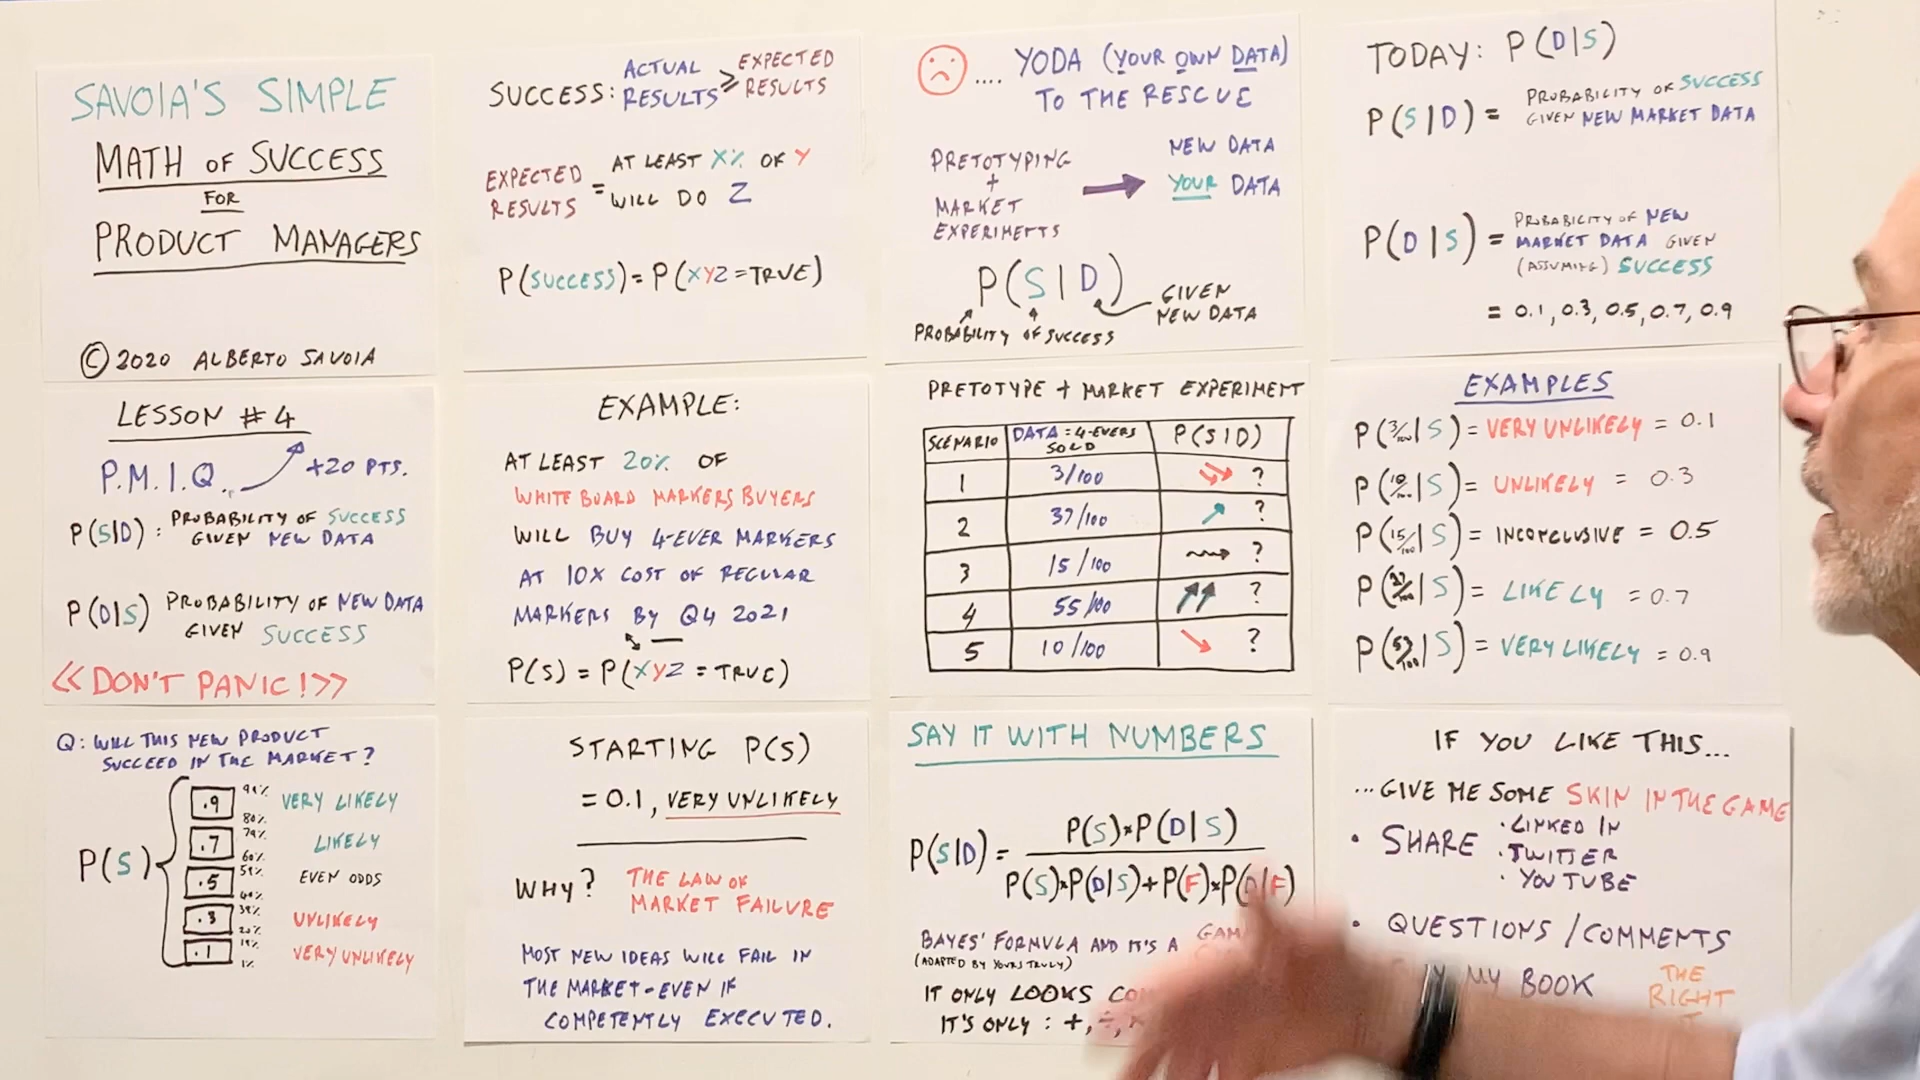 SAVOIA'S SIMPLE
MATH OF SUCCESS
FOR
PRODUCT MANAGERS
© 2020 ALBERTO SAVOIA
LESSON #4
P.M.I.Q. +20 PTS.
P(S|D): PROBABILITY OF SUCCESS
GIVEN NEW DATA
P(D|S) PROBABILITY OF NEW DATA
GIVEN SUCCESS
<<DON'T PANIC!>>
Q: WILL THIS NEW PRODUCT
SUCCEED IN THE MARKET?
P(S)
.9 VERY LIKELY
80%
.7 79% LIKELY
60%
.5 59% EVEN ODDS
40%
.3 39% UNLIKELY
20%
.1 19% VERY UNLIKELY
1%
SUCCESS: ACTUAL RESULTS ≥ EXPECTED RESULTS
EXPECTED RESULTS = AT LEAST X% OF Y
WILL DO Z
P(SUCCESS) = P(XYZ = TRUE)
EXAMPLE:
AT LEAST 20% OF
WHITE BOARD MARKERS BUYERS
WILL BUY 4-EVER MARKERS
AT 10X COST OF REGULAR
MARKERS BY Q4 2021
P(S) = P(XYZ = TRUE)
STARTING P(S)
= 0.1, VERY UNLIKELY
WHY? THE LAW OF
MARKET FAILURE
MOST NEW IDEAS WILL FAIL IN
THE MARKET - EVEN IF
COMPETENTLY EXECUTED.
.... YODA (YOUR OWN DATA)
TO THE RESCUE
PRETOTYPING
+
MARKET
EXPERIMENTS
NEW DATA
YOUR DATA
P(S|D)
GIVEN
NEW DATA
PROBABILITY OF SUCCESS
PRETOTYPE + MARKET EXPERIMENT
SCENARIO DATA = 4-EVERS SOLD P(S|D)
1 3/100 ?
2 37/100 ?
3 15/100 ?
4 55/100 ?
5 10/100 ?
SAY IT WITH NUMBERS
P(S|D) = P(S)*P(D|S)
P(S)*P(D|S)+P(F)*P(D|F)
BAYES' FORMULA AND IT'S A
(ADAPTED BY YOURS TRULY)
IT ONLY LOOKS
IT'S ONLY: +, ÷,
TODAY: P(D|S)
P(S|D) = PROBABILITY OF SUCCESS
GIVEN NEW MARKET DATA
P(D|S) = PROBABILITY OF NEW
MARKET DATA GIVEN
(ASSUMING) SUCCESS
= 0.1, 0.3, 0.5, 0.7, 0.9
EXAMPLES
P(3/100|S) = VERY UNLIKELY = 0.1
P(10/100|S) = UNLIKELY = 0.3
P(15/100|S) = INCONCLUSIVE = 0.5
P( |S) = LIKELY = 0.7
P( |S) = VERY LIKELY = 0.9
IF YOU LIKE THIS...
...GIVE ME SOME SKIN IN THE GAME
• SHARE
• LINKED IN
• TWITTER
• YOUTUBE
• QUESTIONS/COMMENTS
MY BOOK THE
RIGHT